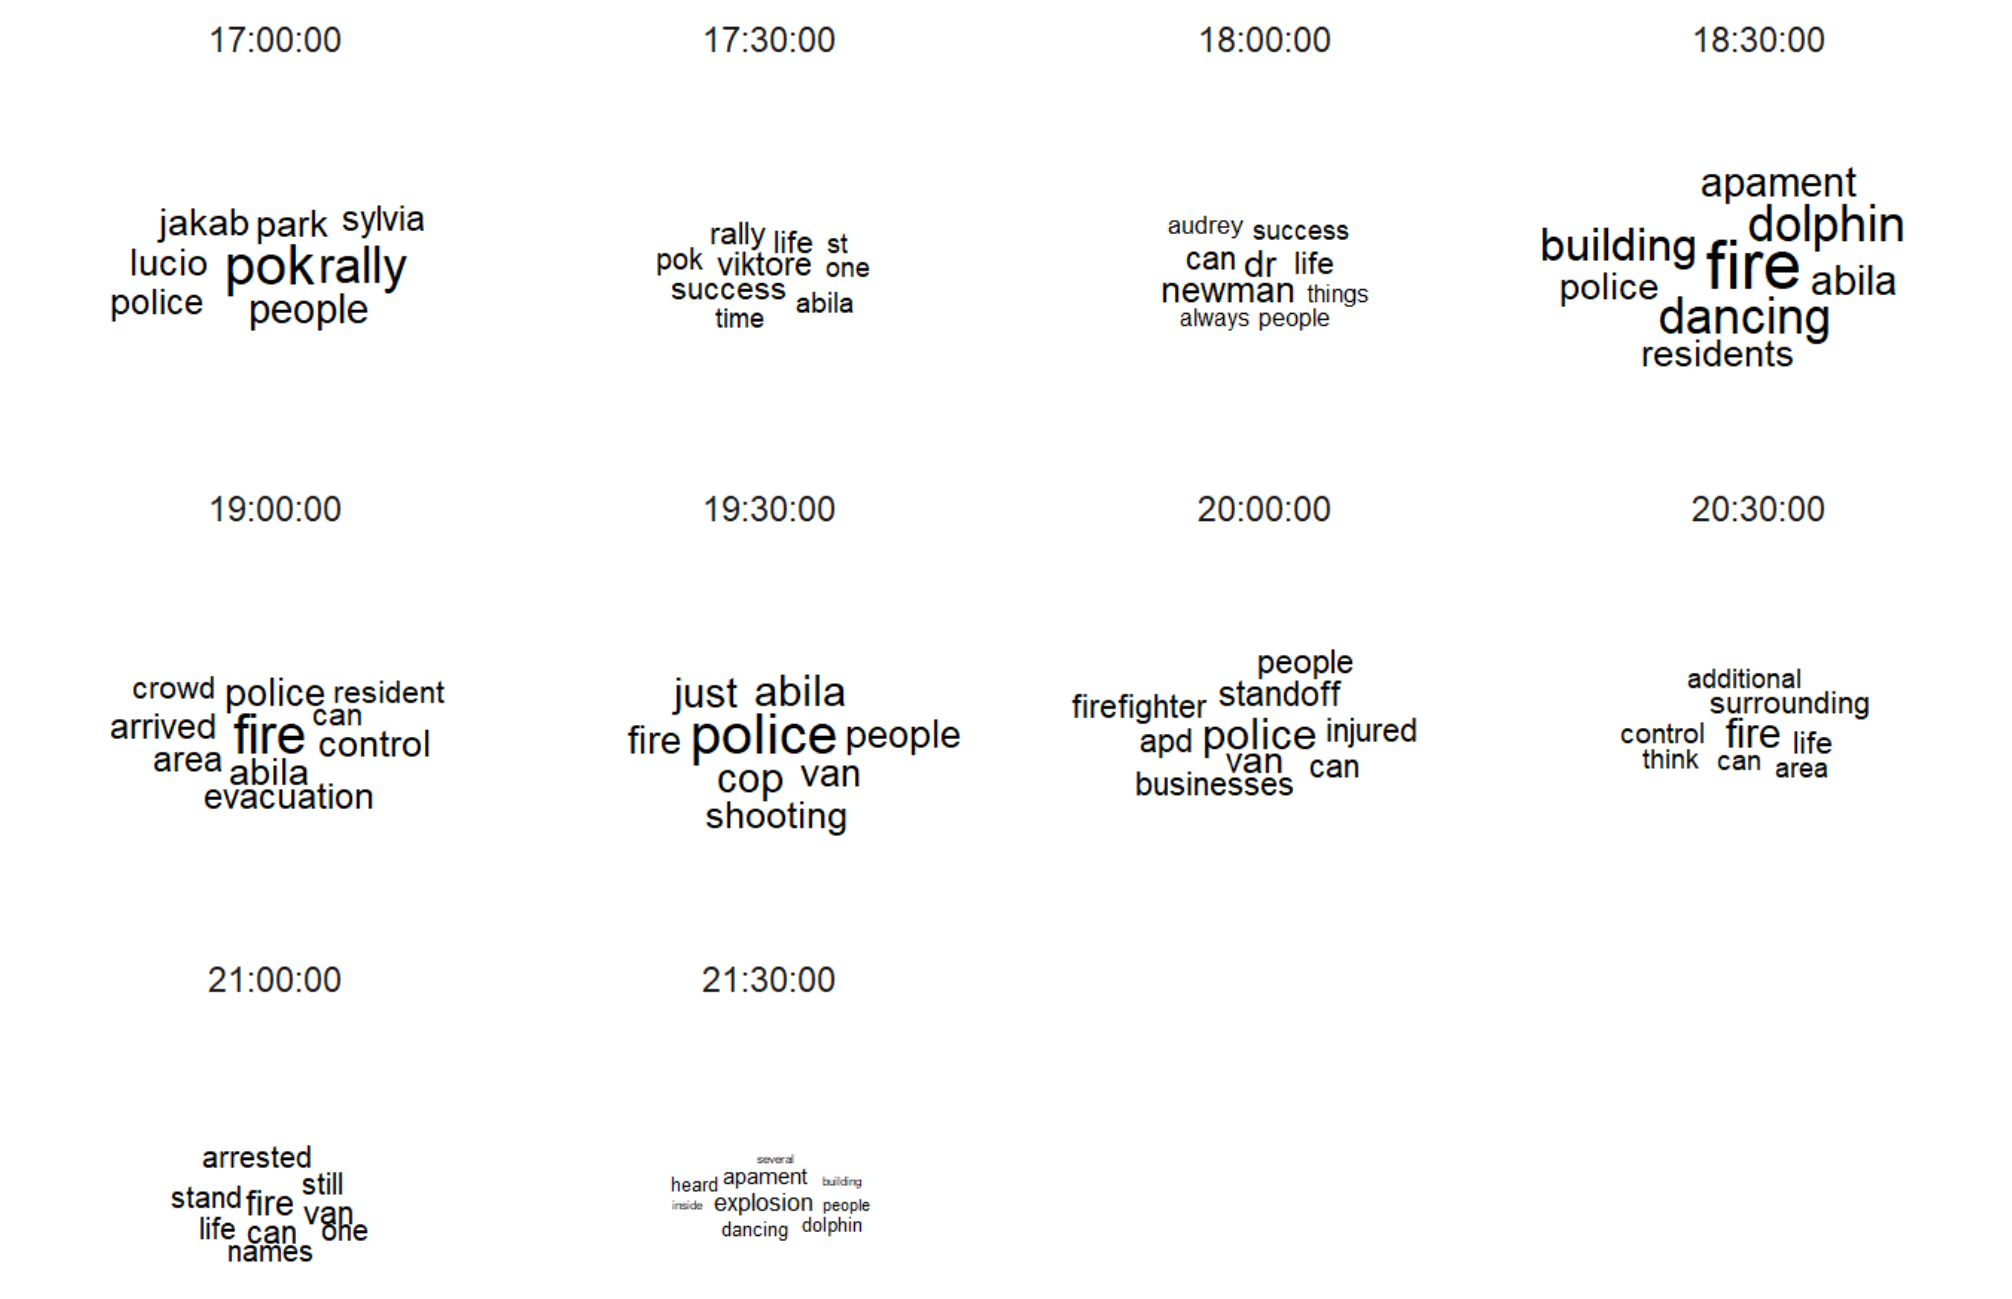 17:00:00
17:30:00
18:00:00
18:30:00
jakab park sylvia
lucio pok rally
police people
rally life st
pok viktore one
success abila
time
audrey success
can dr life
newman things
always people
apament
dolphin
building fire
police abila
dancing
residents
19:00:00
19:30:00
20:00:00
20:30:00
crowd police resident
arrived fire can
control
area abila
evacuation
just abila
fire police people
cop van
shooting
people
firefighter standoff
apd police injured
van can
businesses
additional
surrounding
control fire life
think can area
21:00:00
21:30:00
arrested
still
stand fire van
life can one
names
several
heard apament building
inside explosion people
dancing dolphin